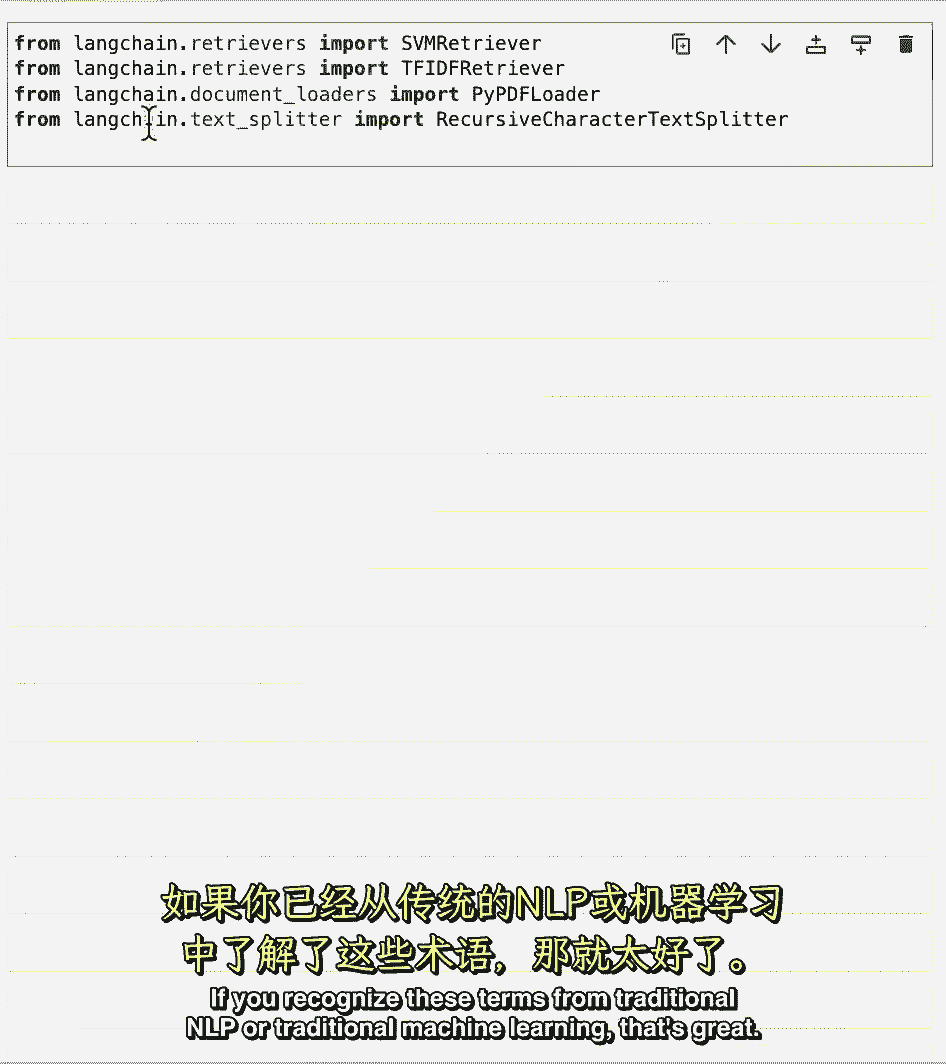 from langchain.retrievers import SVMRetriever
from langchain.retrievers import TFIDFRetriever
from langchain.document_loaders import PyPDFLoader
from langchain.text_splitter import RecursiveCharacterTextSplitter
如果你已经从传统的NLP或机器学习
中了解了这些术语，那就太好了。
If you recognize these terms from traditional
NLP or traditional machine learning, that's great.